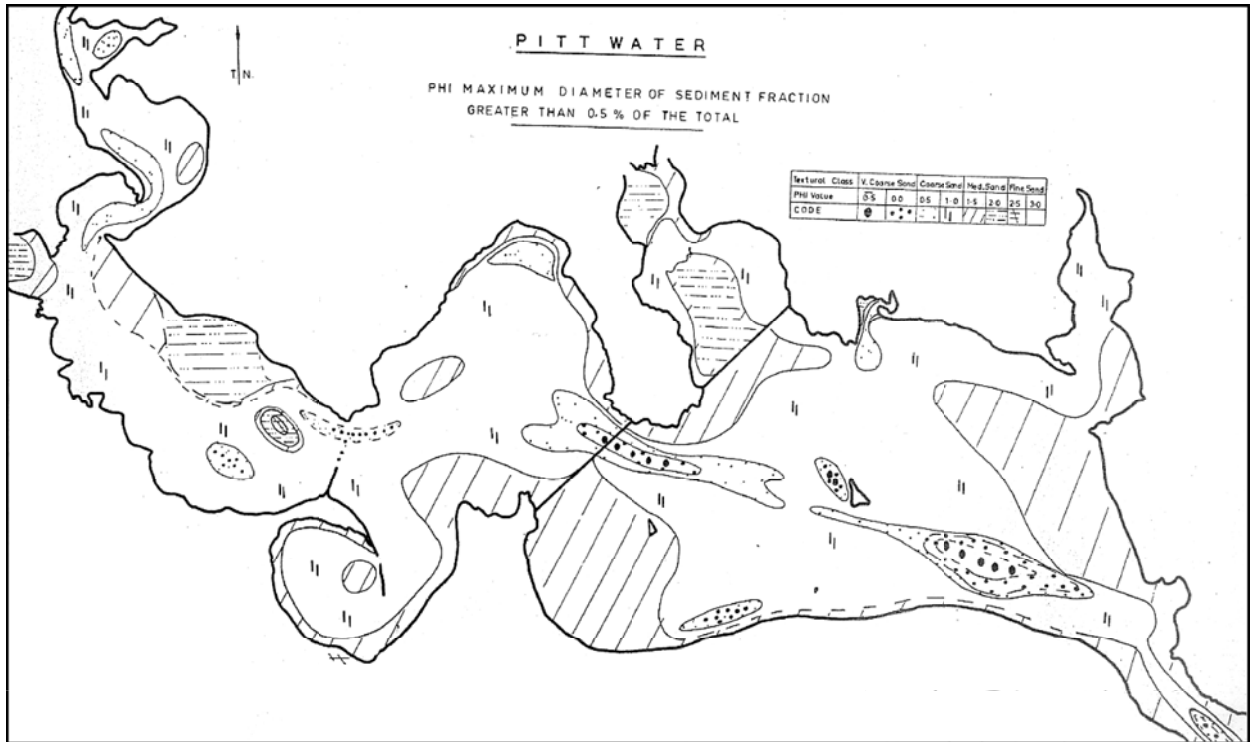 PITT WATER
T N.
PHI MAXIMUM DIAMETER OF SEDIMENT FRACTION
GREATER THAN 0.5 % OF THE TOTAL
Textural Class V. Coarse Sand Coarse Sand Med. Sand Fine Sand
PHI Value 0.5 0.0 0.5 1.0 1.5 2.0 2.5 3.0
CODE